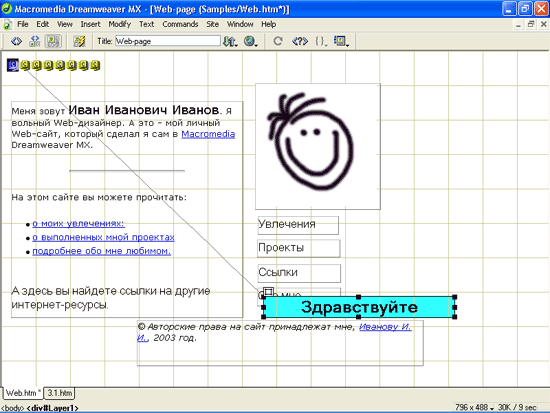 Macromedia Dreamweaver MX - [Web-page (Samples/Web.htm*)]
File Edit View Insert Modify Text Commands Site Window Help
Title: Web-page
Меня зовут Иван Иванович Иванов. Я
вольный Web-дизайнер. А это – мой личный
Web-сайт, который сделал я сам в Macromedia
Dreamweaver MX.
На этом сайте вы можете прочитать:
о моих увлечениях:
о выполненных мной проектах
подробнее обо мне любимом.
А здесь вы найдете ссылки на другие
интернет-ресурсы.
Увлечения
Проекты
Ссылки
мне
Здравствуйте
© Авторские права на сайт принадлежат мне, Иванову И.
И., 2003 год.
Web.htm* 3.1.htm
<body> <div#Layer1> 796 x 488 30K / 9 sec